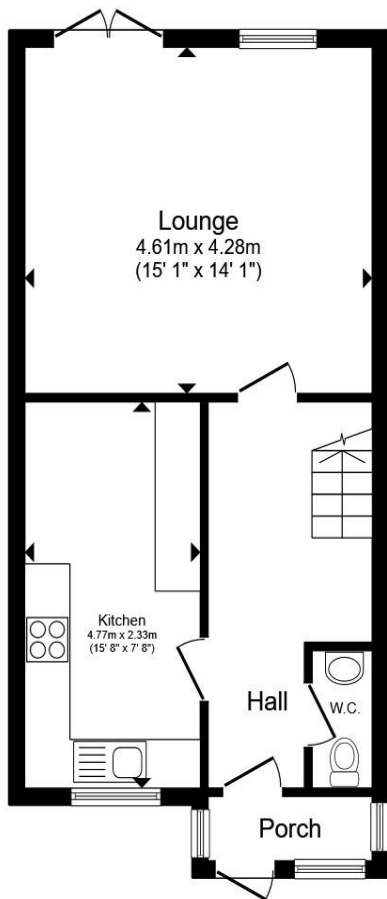 Lounge
4.61m x 4.28m
(15' 1" x 14' 1")
Kitchen
4.77m x 2.33m
(15' 8" x 7' 8")
Hall
W.C.
Porch